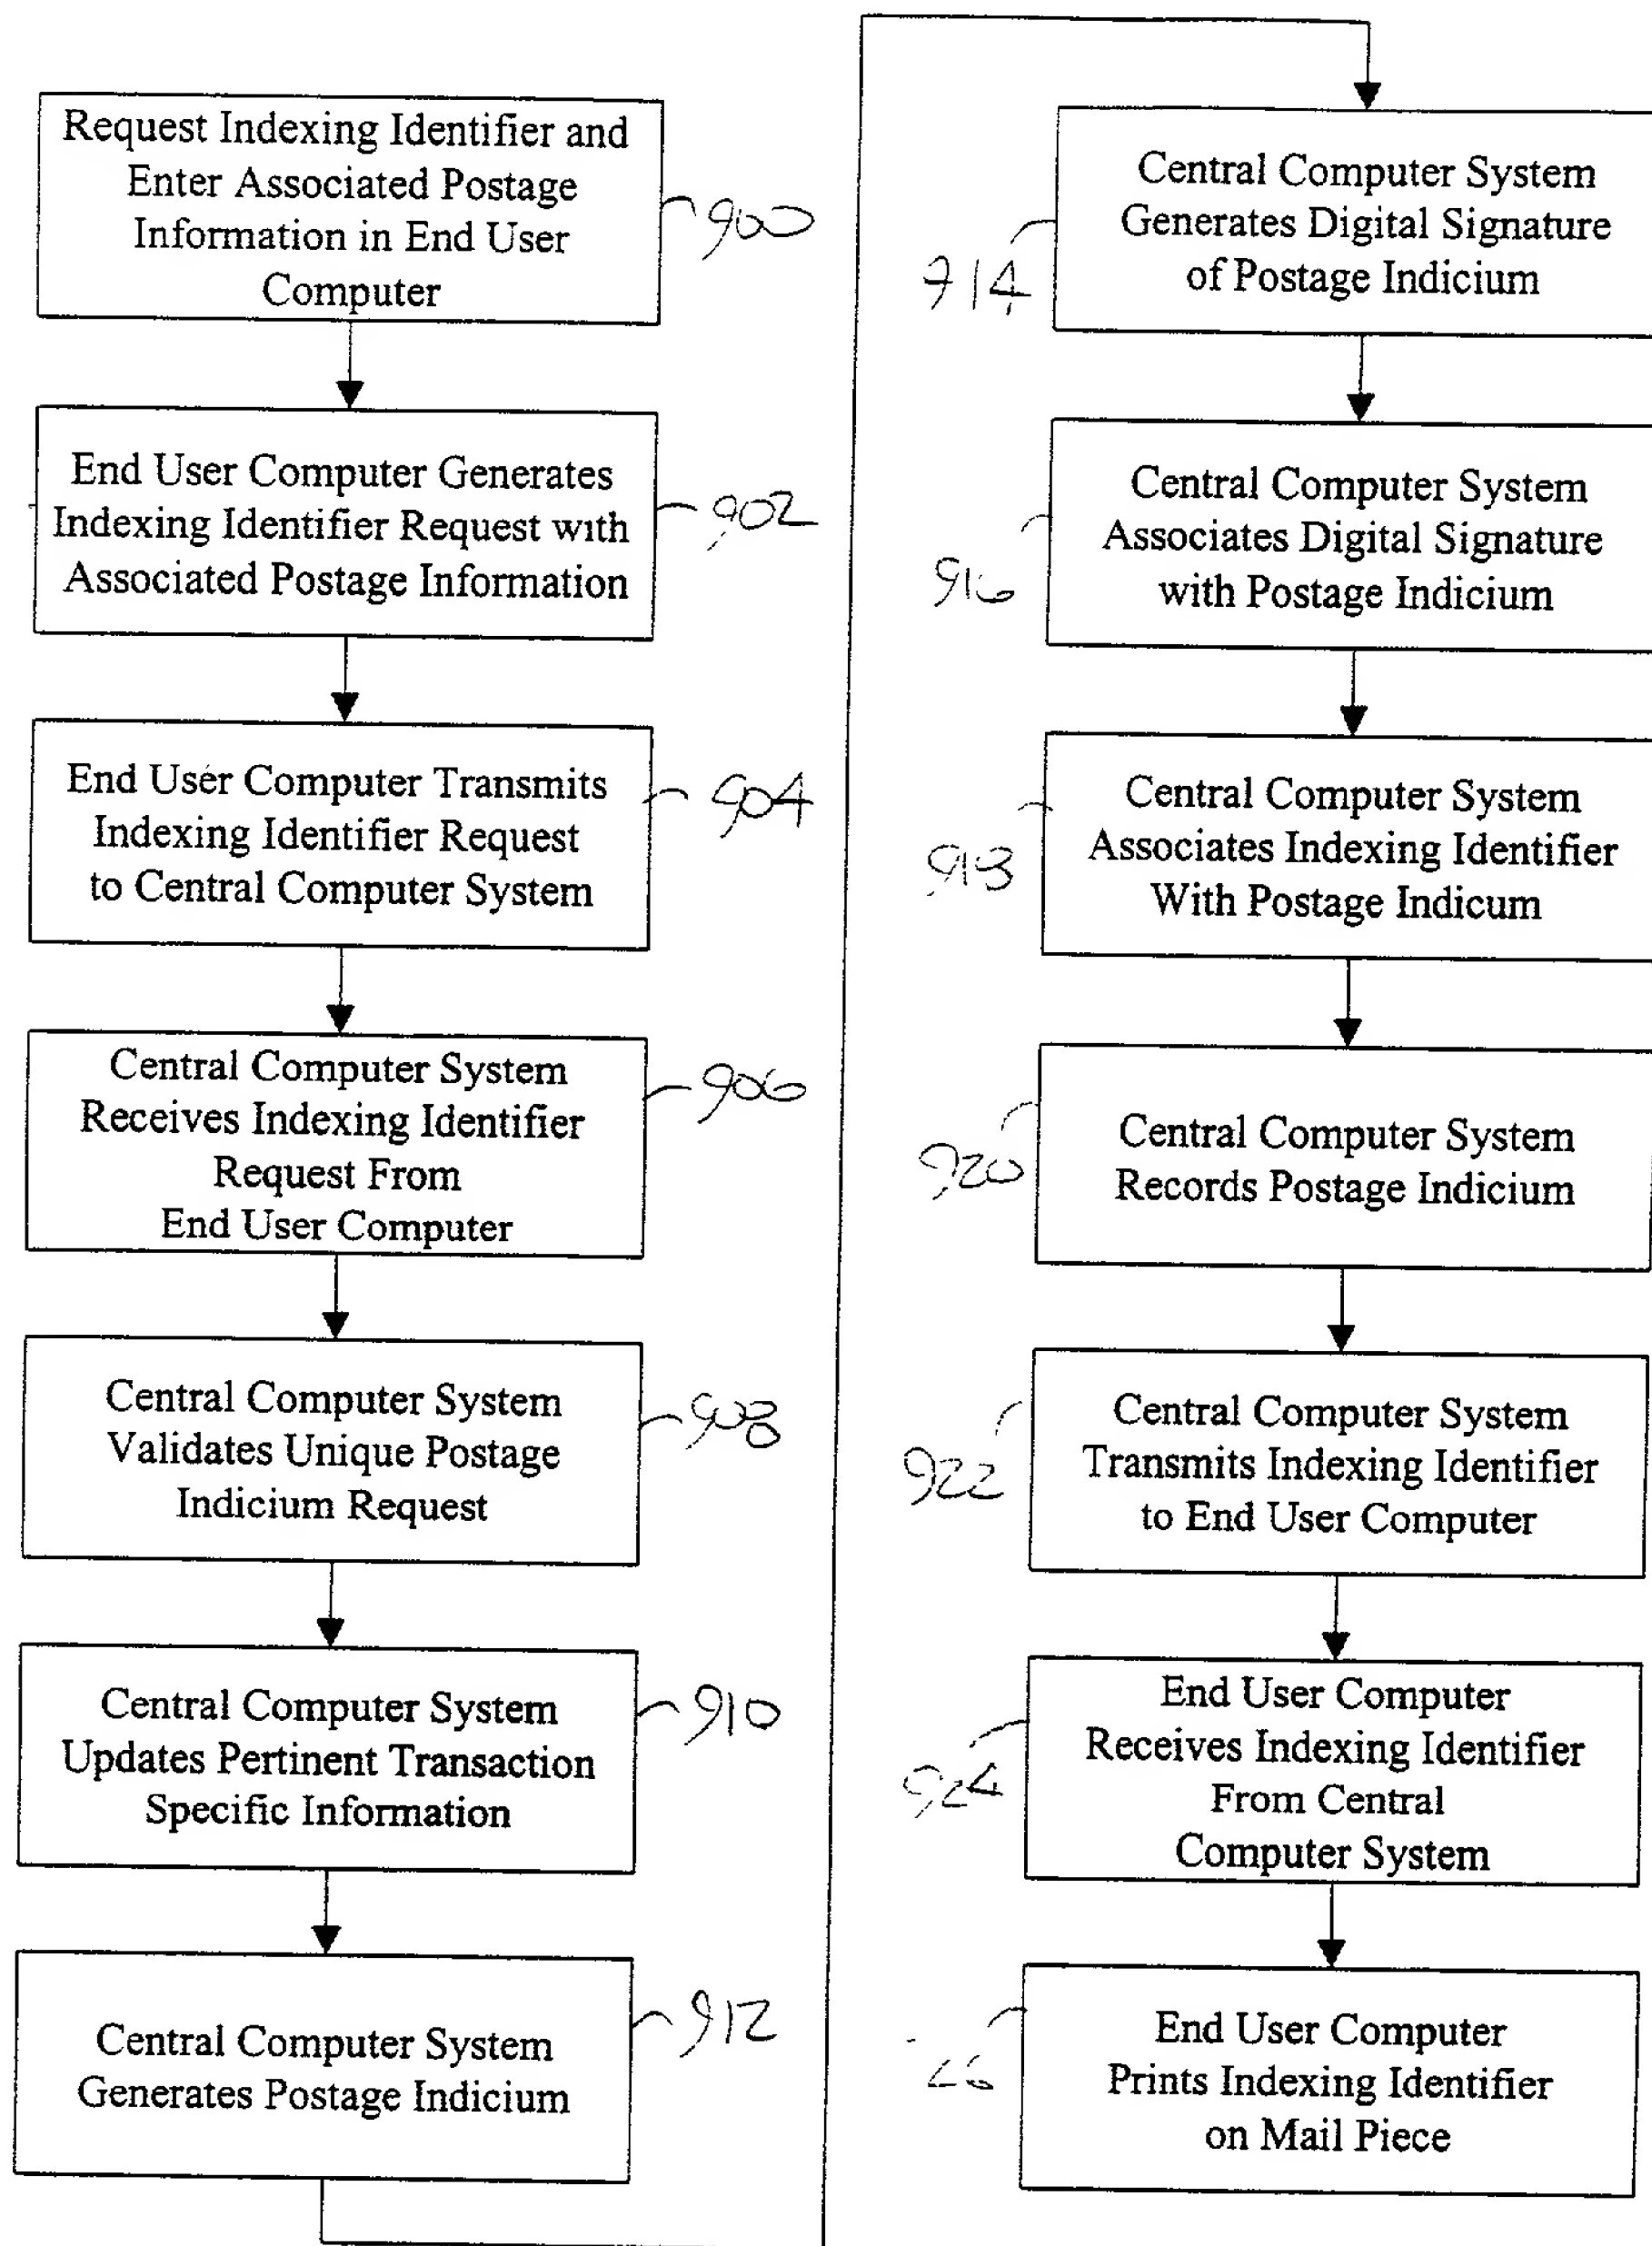 Request Indexing Identifier and
Enter Associated Postage
Information in End User
Computer
900
End User Computer Generates
Indexing Identifier Request with
Associated Postage Information
902
End User Computer Transmits
Indexing Identifier Request
to Central Computer System
904
Central Computer System
Receives Indexing Identifier
Request From
End User Computer
906
Central Computer System
Validates Unique Postage
Indicium Request
908
Central Computer System
Updates Pertinent Transaction
Specific Information
910
Central Computer System
Generates Postage Indicium
912
Central Computer System
Generates Digital Signature
of Postage Indicium
914
Central Computer System
Associates Digital Signature
with Postage Indicium
916
Central Computer System
Associates Indexing Identifier
With Postage Indicum
918
Central Computer System
Records Postage Indicium
920
Central Computer System
Transmits Indexing Identifier
to End User Computer
922
End User Computer
Receives Indexing Identifier
From Central
Computer System
924
End User Computer
Prints Indexing Identifier
on Mail Piece
26